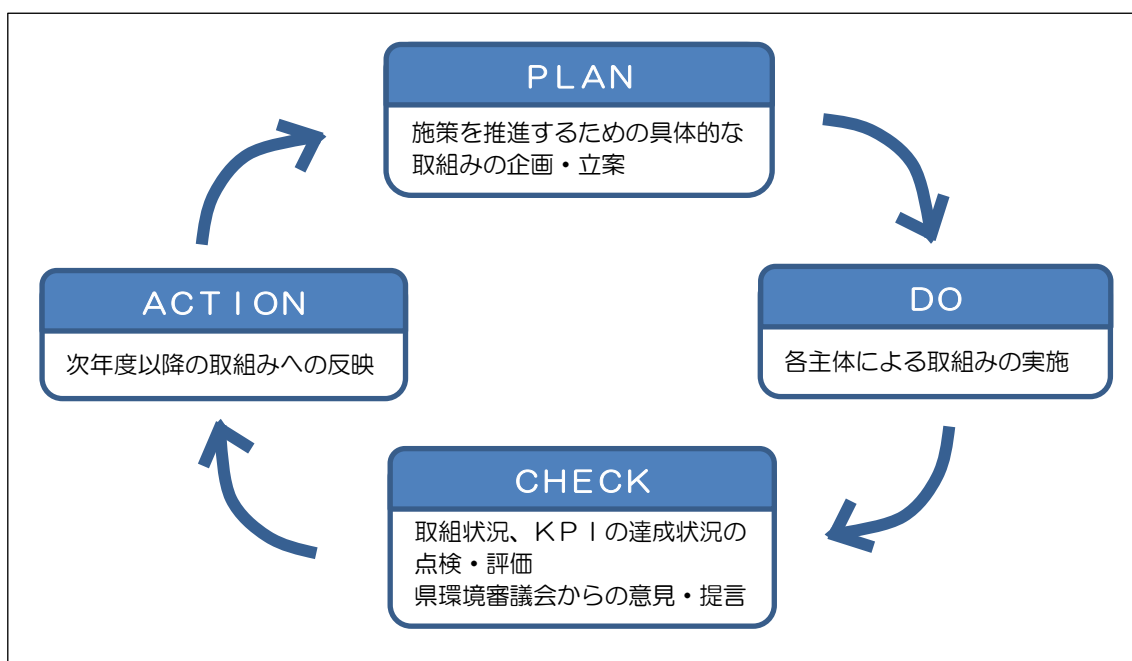 PLAN
施策を推進するための具体的な
取組みの企画・立案
DO
各主体による取組みの実施
CHECK
取組状況、KPIの達成状況の
点検・評価
県環境審議会からの意見・提言
ACTION
次年度以降の取組みへの反映